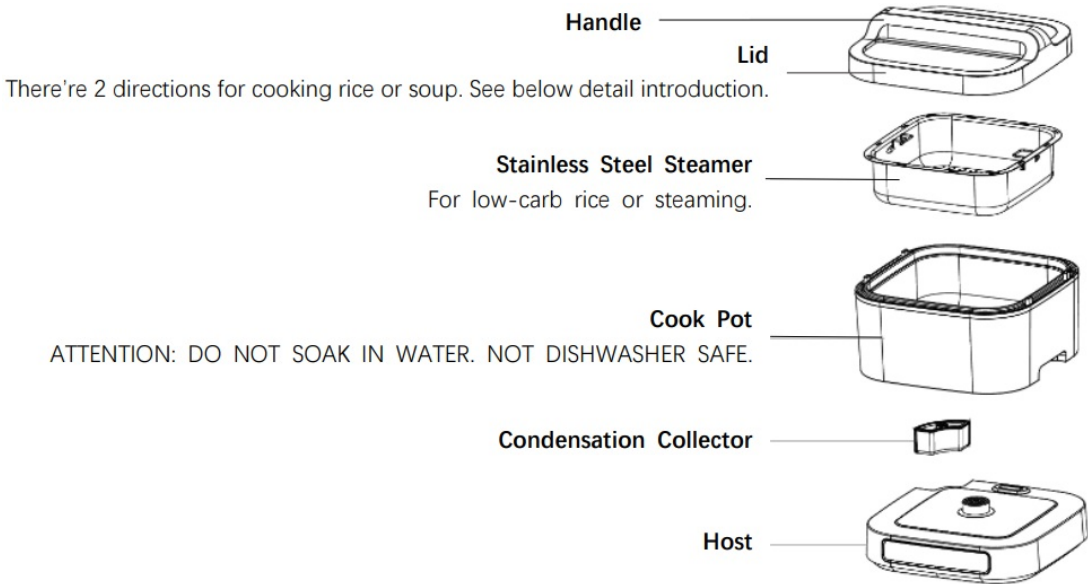 Handle
Lid
There're 2 directions for cooking rice or soup. See below detail introduction.
Stainless Steel Steamer
For low-carb rice or steaming.
Cook Pot
ATTENTION: DO NOT SOAK IN WATER. NOT DISHWASHER SAFE.
Condensation Collector
Host